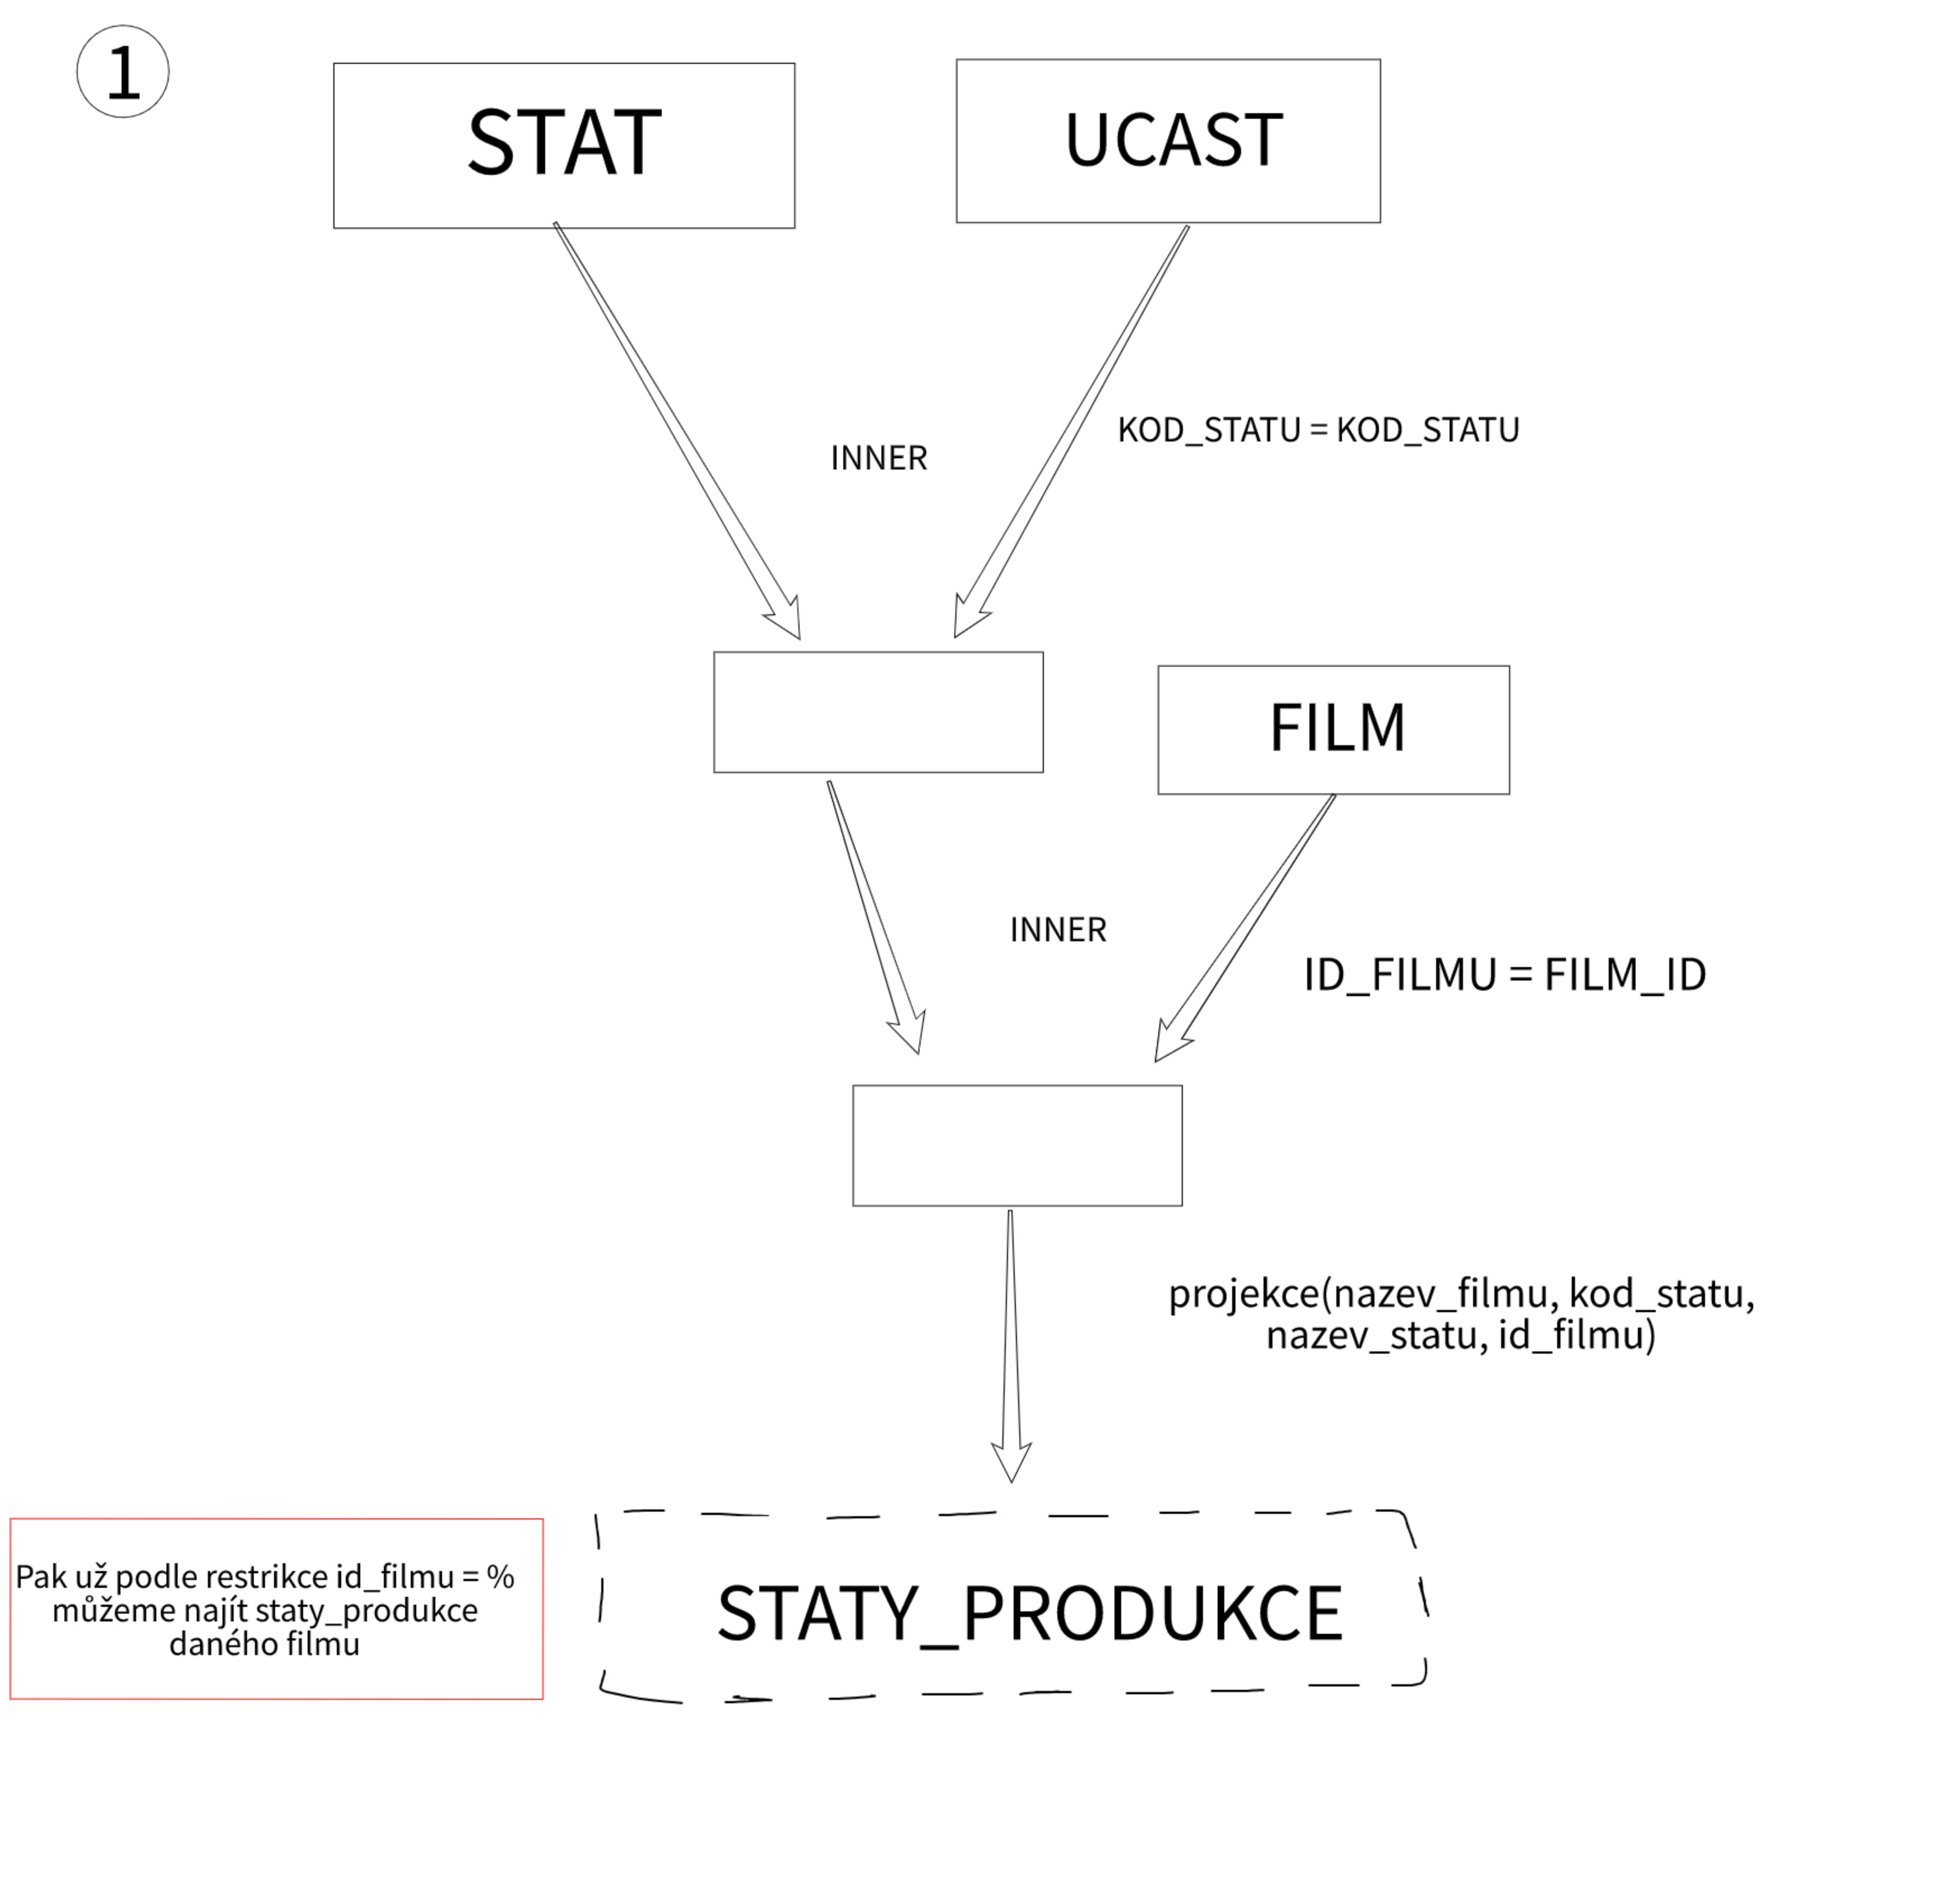 1
STAT
UCAST
INNER
KOD_STATU = KOD_STATU
FILM
INNER
ID_FILMU = FILM_ID
projekce(nazev_filmu, kod_statu,
nazev_statu, id_filmu)
Pak už podle restrikce id_filmu = %
můžeme najít staty_produkce
daného filmu
STATY_PRODUKCE